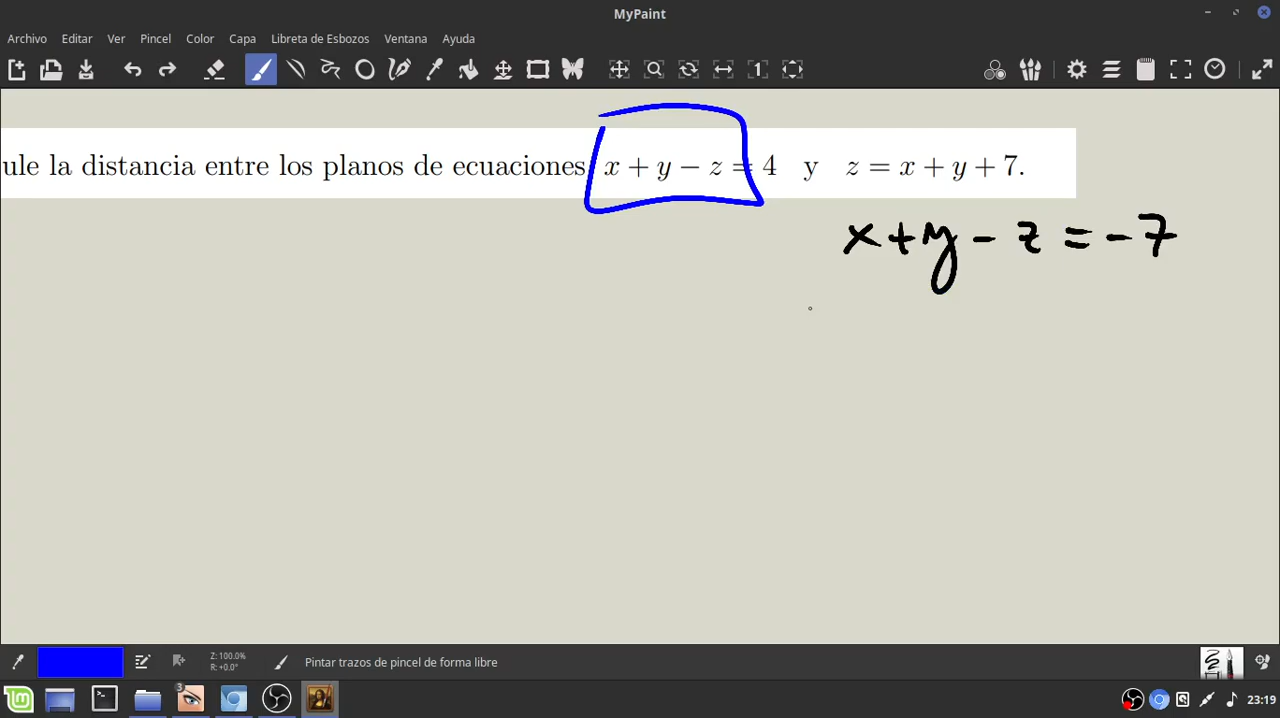 MyPaint
Archivo Editar Ver Pincel Color Capa Libreta de Esbozos Ventana Ayuda
ule la distancia entre los planos de ecuaciones x + y − z = 4 y z = x + y + 7.
x + y - z = -7
Z: 100.0%
R: +0.0°
Pintar trazos de pincel de forma libre
3
23:19